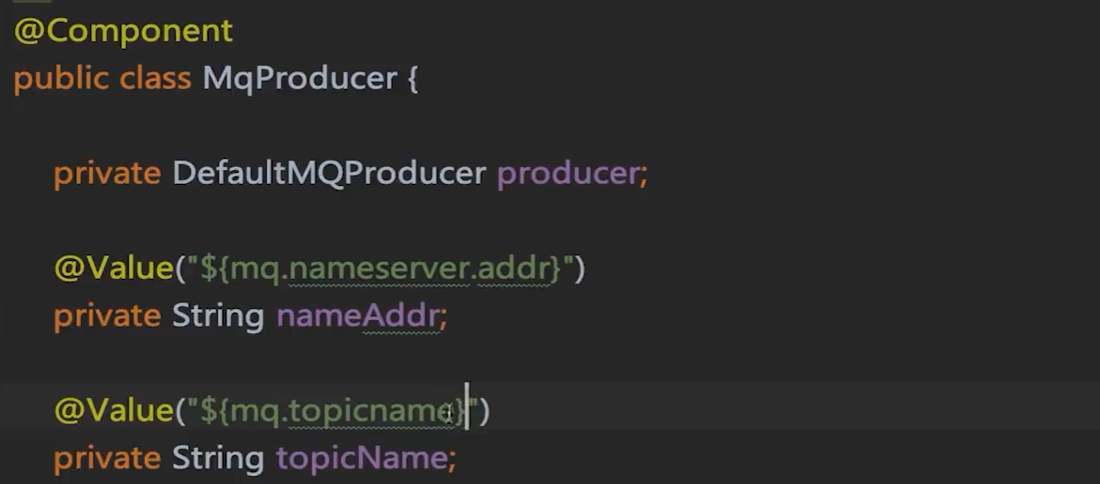 @Component
public class MqProducer {
private DefaultMQProducer producer;
@Value("${mq.nameserver.addr}")
private String nameAddr;
@Value("${mq.topicname}")
private String topicName;